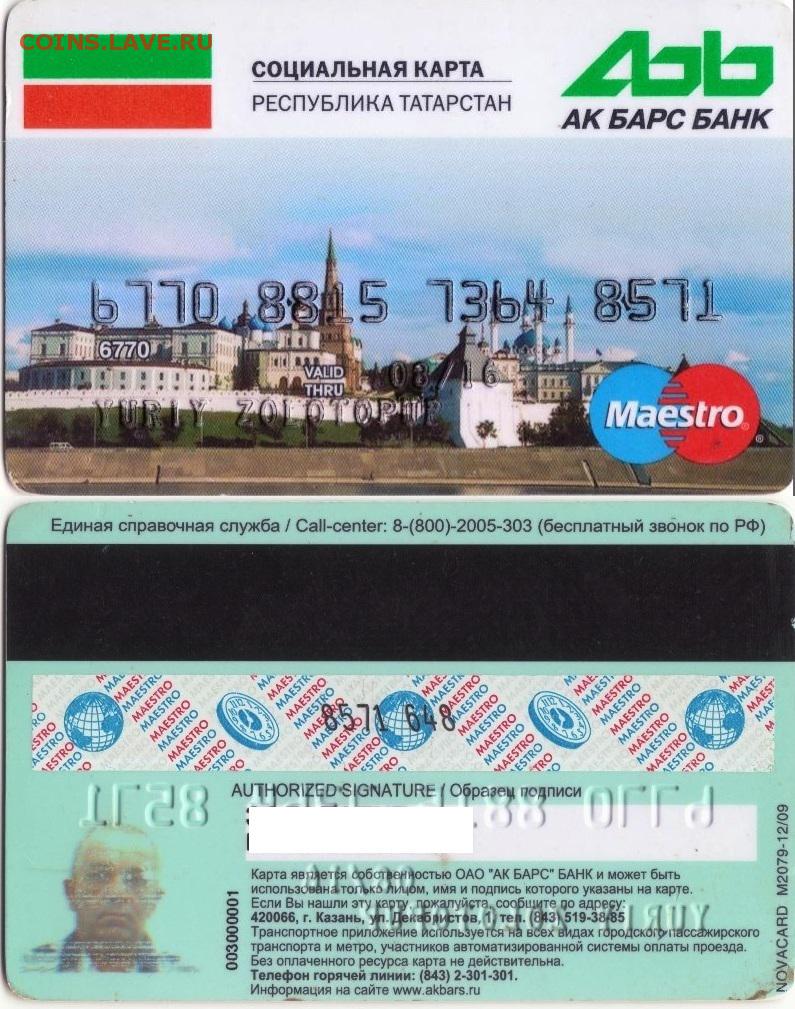 COINS.LAVE.RU
СОЦИАЛЬНАЯ КАРТА
РЕСПУБЛИКА ТАТАРСТАН
АББ
АК БАРС БАНК
6770 8815 7364 8571
6770
VALID
THRU
08/16
YURIY ZOLOTOPUP
Maestro
Единая справочная служба / Call-center: 8-(800)-2005-303 (бесплатный звонок по РФ)
MAESTRO
8571 648
AUTHORIZED SIGNATURE / Образец подписи
Карта является собственностью ОАО "АК БАРС" БАНК и может быть
использована только лицом, имя и подпись которого указаны на карте.
Если Вы нашли эту карту, пожалуйста, сообщите по адресу:
420066, г. Казань, ул. Декабристов, 1 тел. (843) 519-38-85
Транспортное приложение используется на всех видах городского пассажирского
транспорта и метро, участников автоматизированной системы оплаты проезда.
Без оплаченного ресурса карта не действительна.
Телефон горячей линии: (843) 2-301-301.
Информация на сайте www.akbars.ru
003000001
NOVACARD M2079-12/09